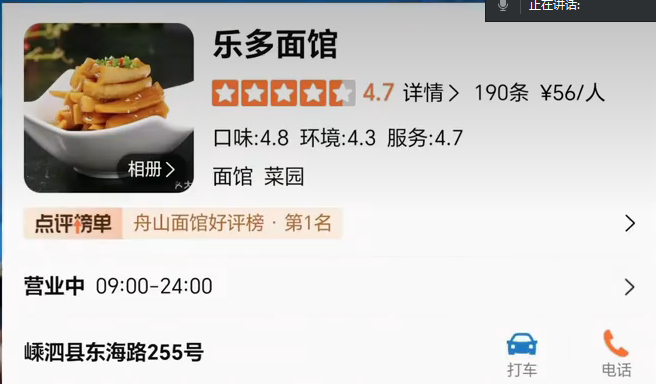 正在讲话:
乐多面馆
4.7 详情 190条 ¥56/人
口味:4.8 环境:4.3 服务:4.7
相册
面馆 菜园
点评榜单 舟山面馆好评榜 · 第1名
营业中 09:00-24:00
嵊泗县东海路255号
打车 电话